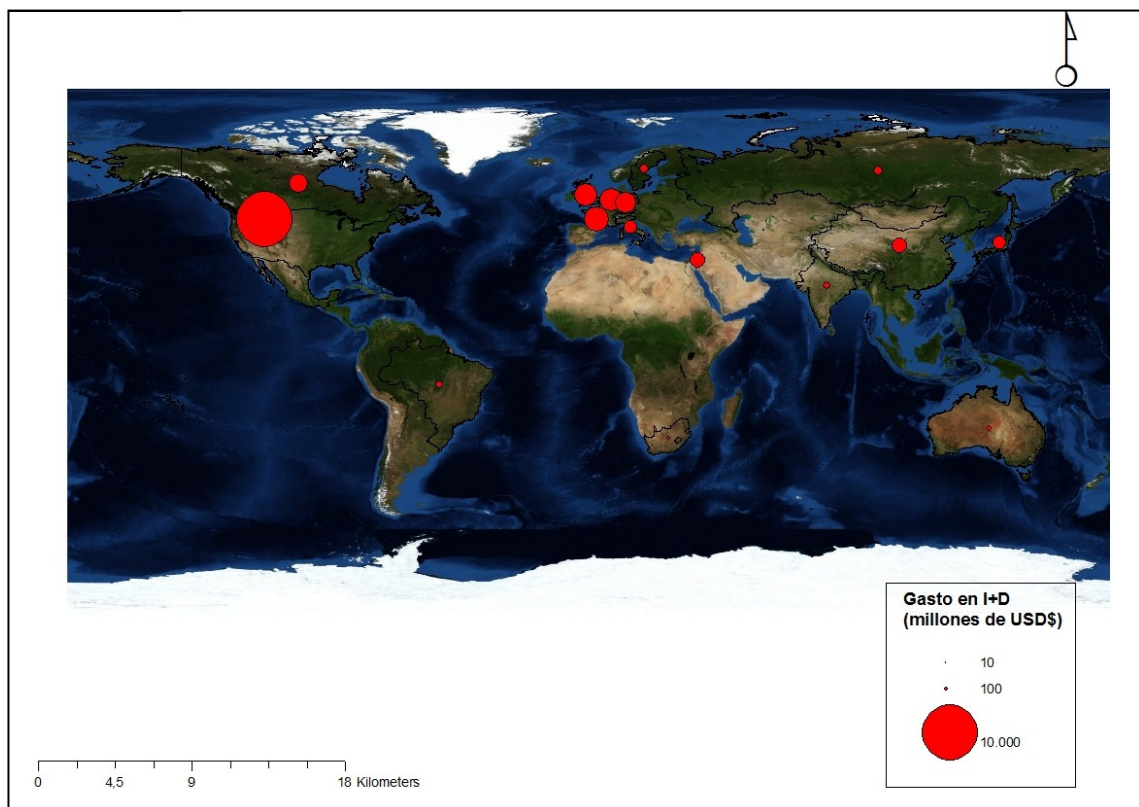 Gasto en I+D
(millones de USD$)
10
100
10.000
0 4,5 9 18 Kilometers